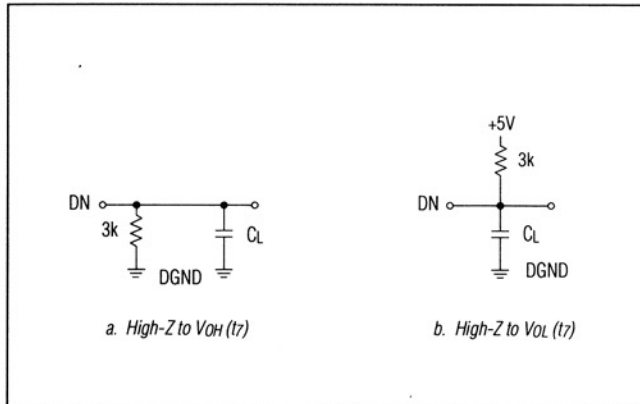 DN
3k
CL
DGND
a. High-Z to VOH (t7)
+5V
3k
DN
CL
DGND
b. High-Z to VOL (t7)